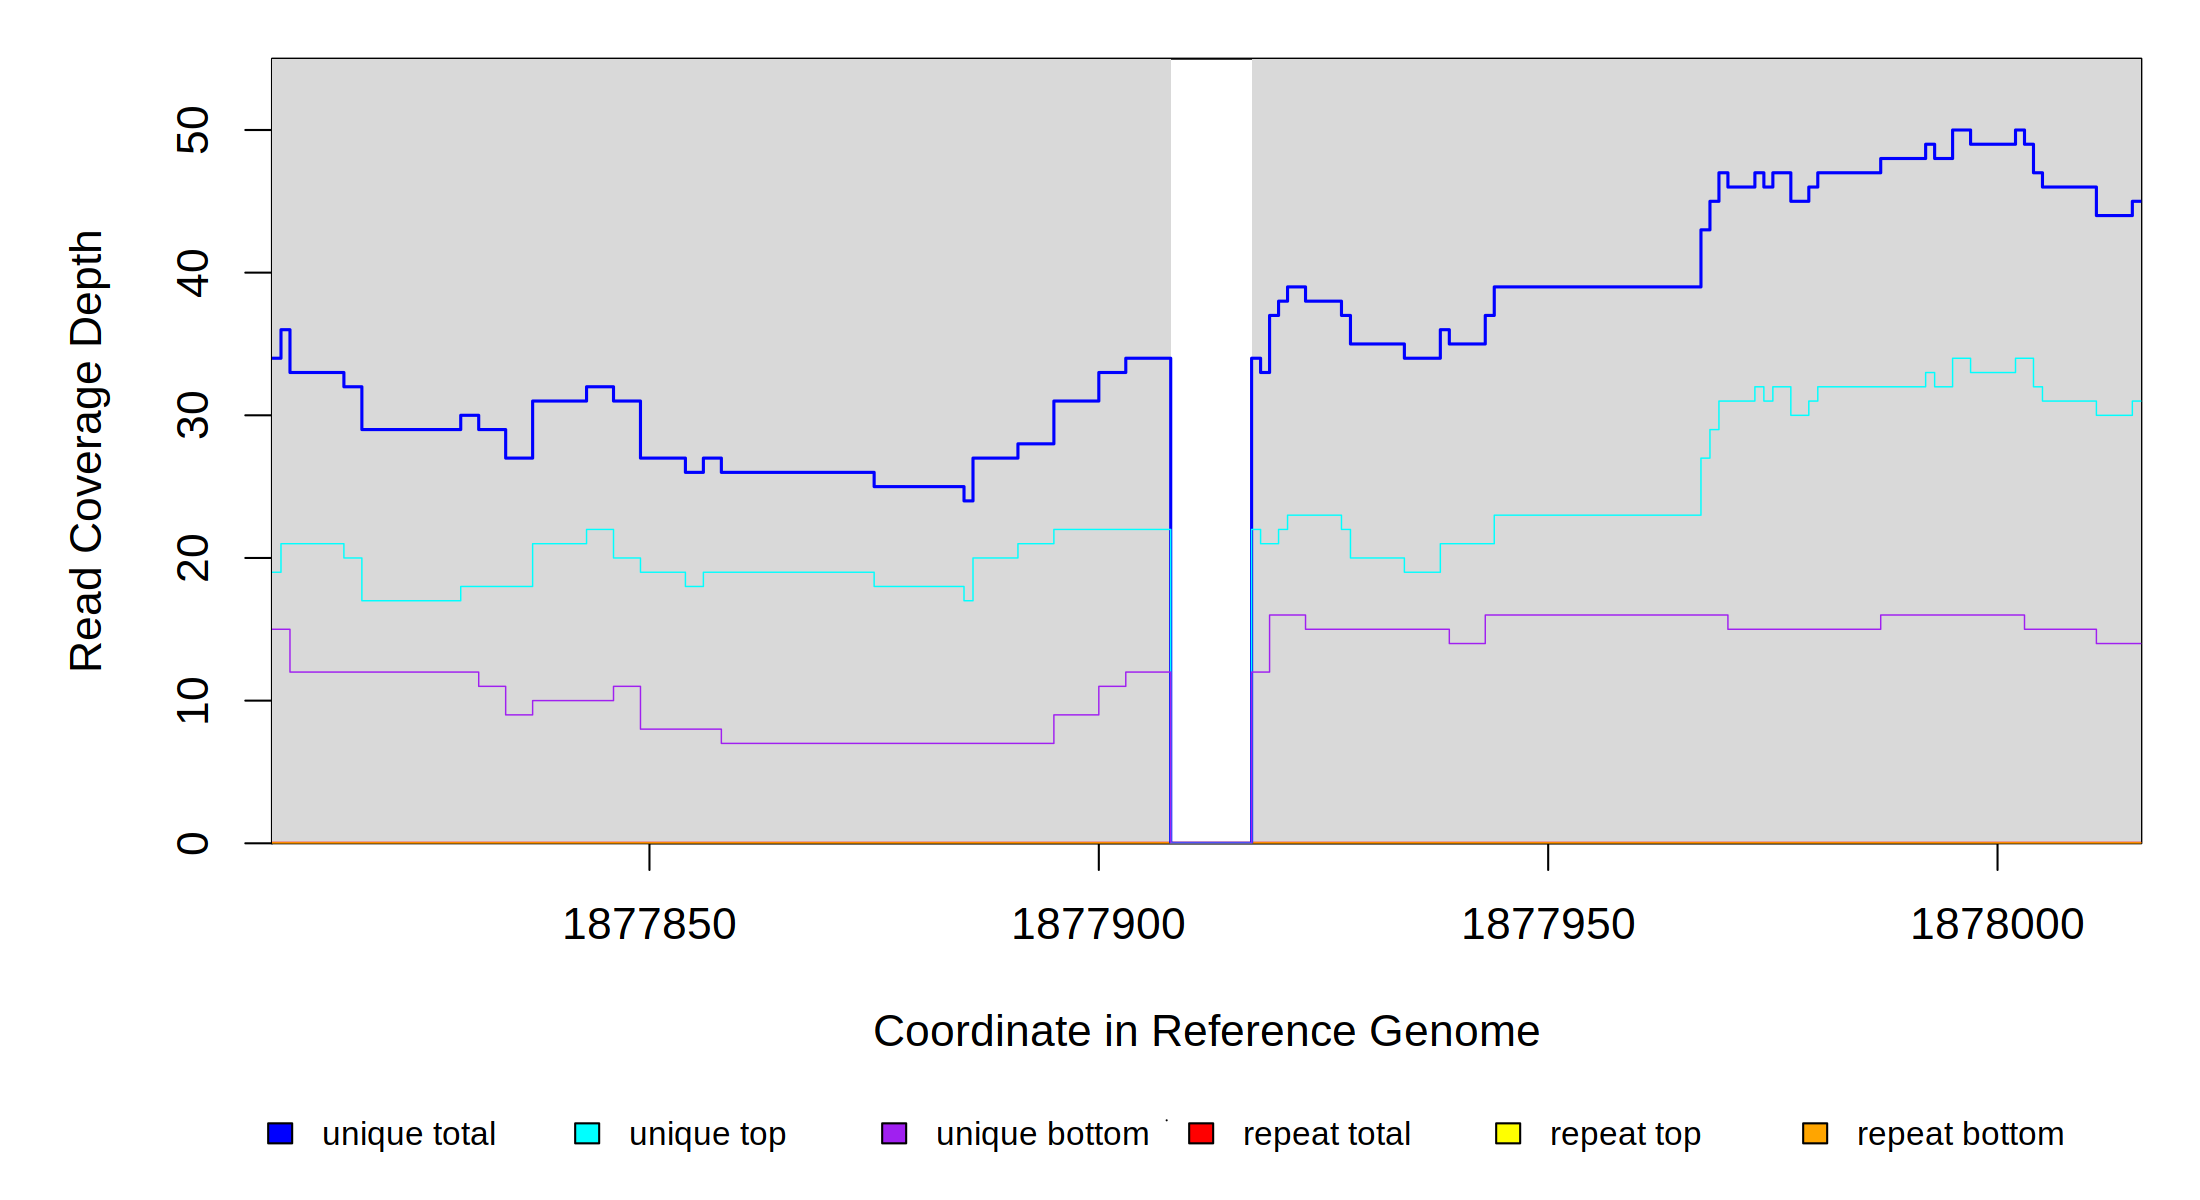 Read Coverage Depth
50
40
30
20
10
0
1877850 1877900 1877950 1878000
Coordinate in Reference Genome
unique total unique top unique bottom repeat total repeat top repeat bottom